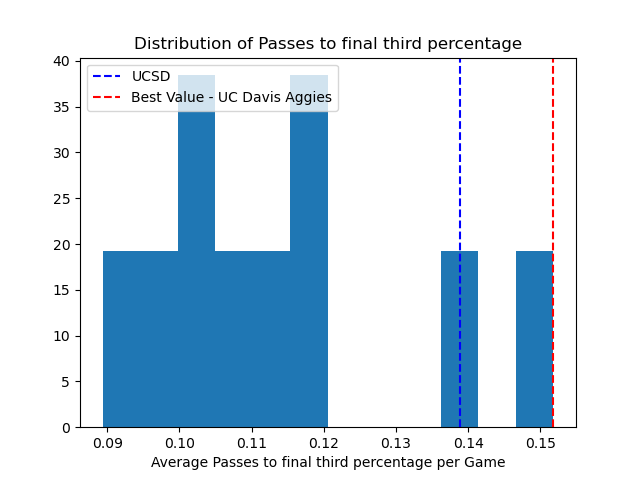 Distribution of Passes to final third percentage
UCSD
Best Value - UC Davis Aggies
40
35
30
25
20
15
10
5
0
0.09 0.10 0.11 0.12 0.13 0.14 0.15
Average Passes to final third percentage per Game